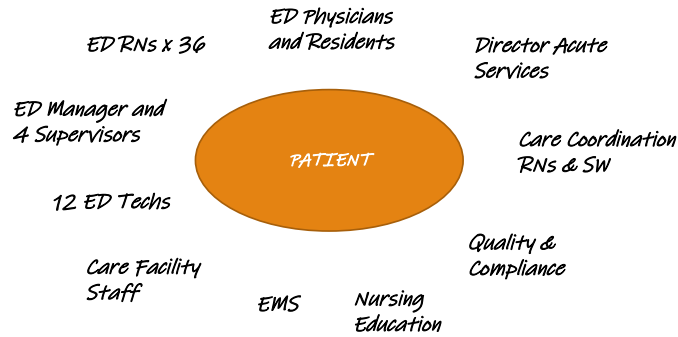 ED Physicians
and Residents
ED RNs x 36
Director Acute
Services
ED Manager and
4 Supervisors
Care Coordination
RNs & SW
PATIENT
12 ED Techs
Quality &
Compliance
Care Facility
Staff
EMS
Nursing
Education